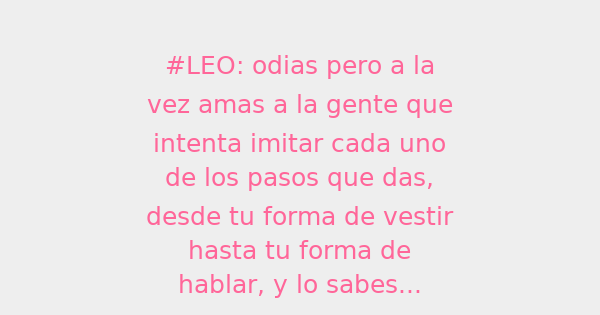 #LEO: odias pero a la
vez amas a la gente que
intenta imitar cada uno
de los pasos que das,
desde tu forma de vestir
hasta tu forma de
hablar, y lo sabes...